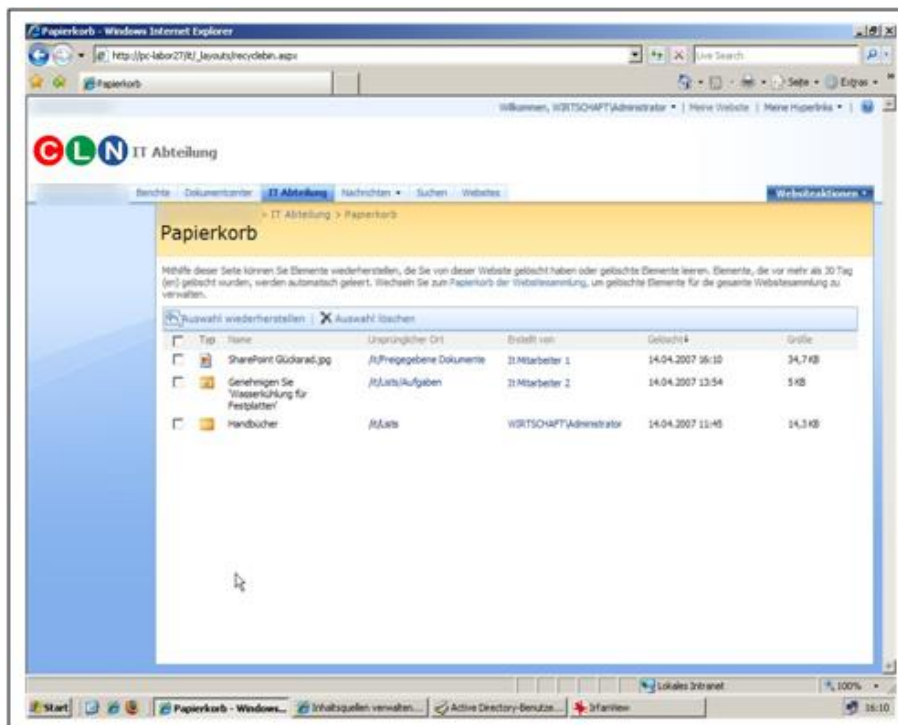 Papierkorb - Windows Internet Explorer
http://pc-labor27/it/_layouts/recyclebin.aspx
Live Search
Papierkorb
Seite
Extras
Willkommen, WIRTSCHAFT\Administrator | Meine Website | Meine Hyperlinks
CLN IT Abteilung
Berichte Dokumentcenter IT Abteilung Nachrichten Suchen Websites
Websiteaktionen
> IT Abteilung > Papierkorb
Papierkorb
Mithilfe dieser Seite können Sie Elemente wiederherstellen, die Sie von dieser Website gelöscht haben oder gelöschte Elemente leeren. Elemente, die vor mehr als 30 Tag
(en) gelöscht wurden, werden automatisch geleert. Wechseln Sie zum Papierkorb der Websitesammlung, um gelöschte Elemente für die gesamte Websitesammlung zu
verwalten.
Auswahl wiederherstellen | Auswahl löschen
Typ Name Ursprünglicher Ort Erstellt von Gelöscht Größe
SharePoint Glücksrad.jpg /it/Freigegebene Dokumente It Mitarbeiter 1 14.04.2007 16:10 34,7 KB
Genehmigen Sie /it/Lists/Aufgaben It Mitarbeiter 2 14.04.2007 13:54 5 KB
'Wasserkühlung für
Festplatten'
Handbücher /it/Lists WIRTSCHAFT\Administrator 14.04.2007 11:45 14,3 KB
Lokales Intranet
100%
Start
Papierkorb - Windows...
Inhaltsquellen verwalten...
Active Directory-Benutze...
IrfanView
16:10